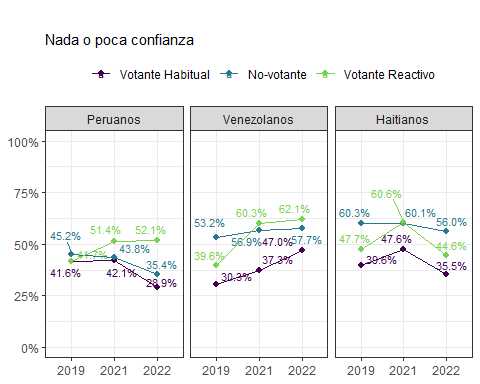 Nada o poca confianza
Votante Habitual No-votante Votante Reactivo
Peruanos Venezolanos Haitianos
100%
75%
50%
25%
0%
45.2% 51.4% 52.1%
43.8% 35.4%
41.6% 42.1% 28.9%
53.2% 60.3% 62.1%
56.9% 47.0% 57.7%
39.6% 30.3% 37.3%
60.6%
60.3% 60.1% 56.0%
47.7% 47.6% 44.6%
39.6% 35.5%
2019 2021 2022 2019 2021 2022 2019 2021 2022